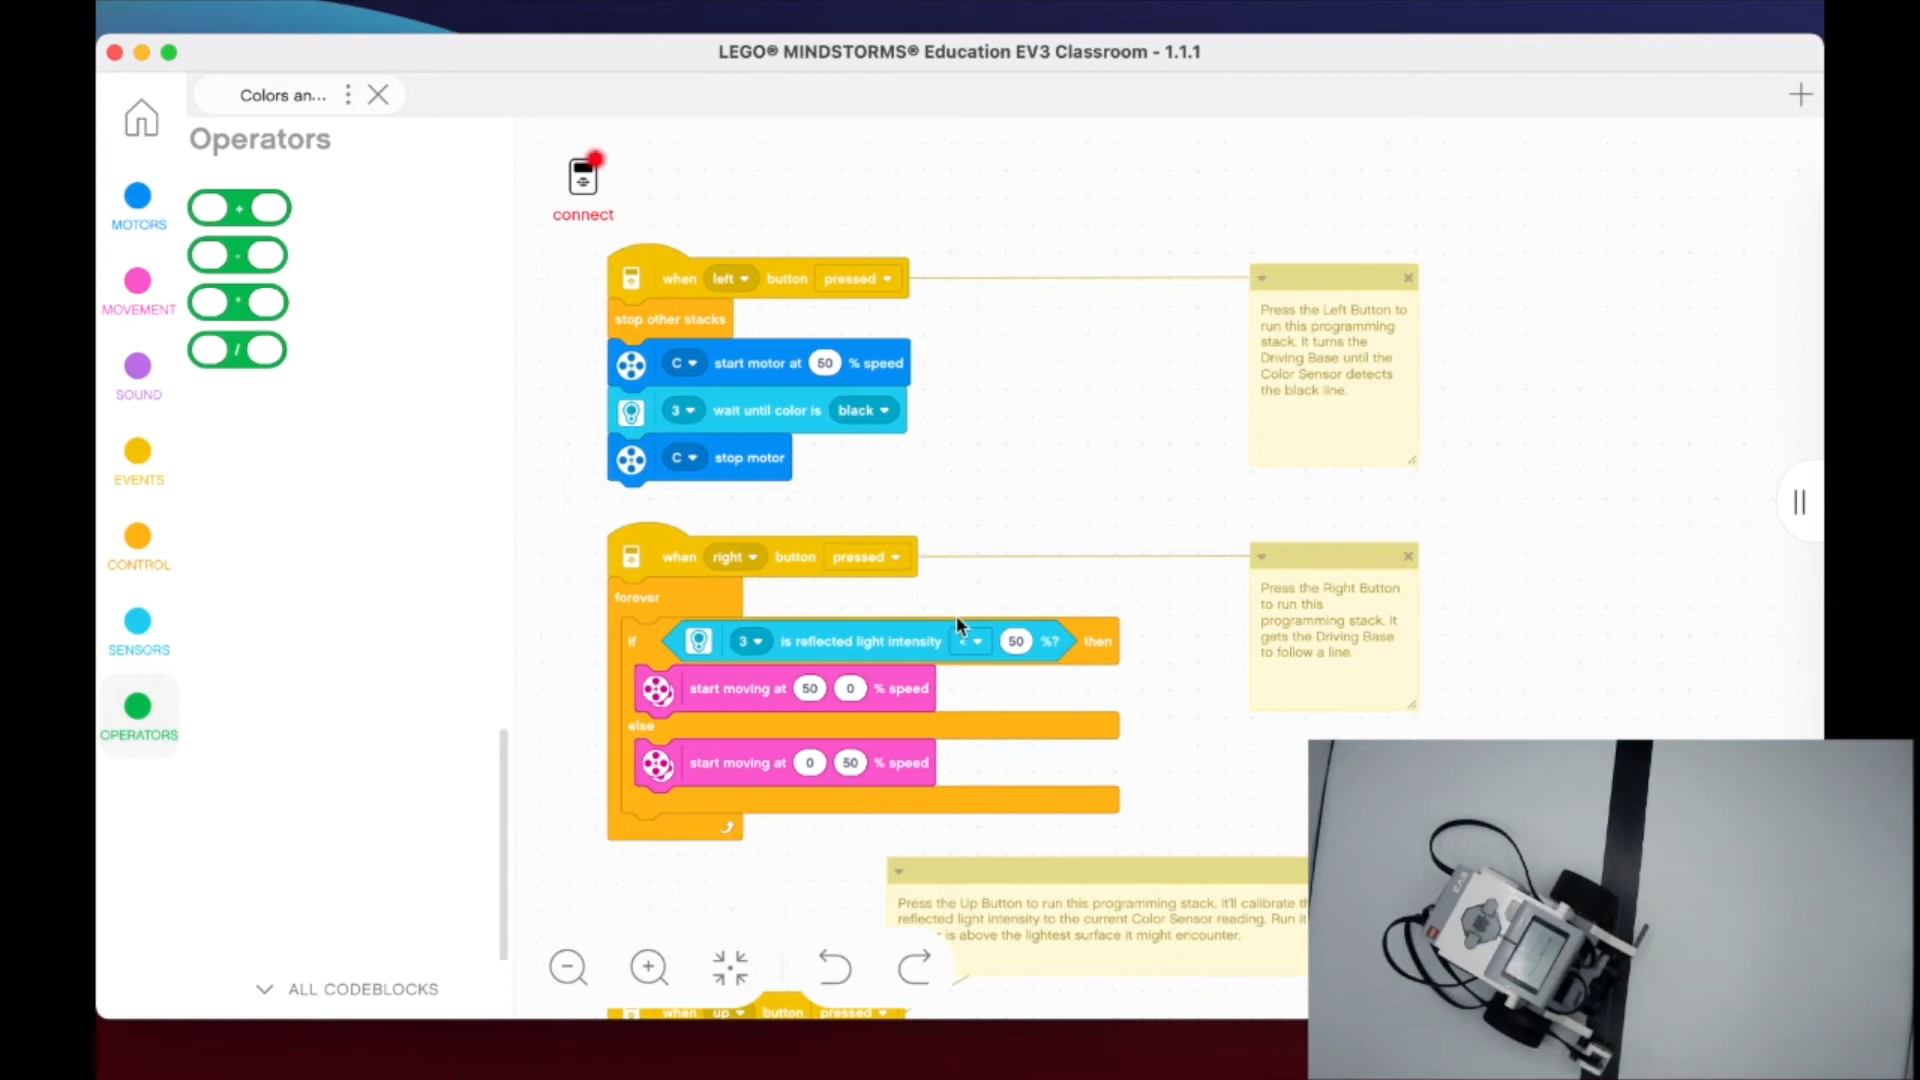 LEGO® MINDSTORMS® Education EV3 Classroom - 1.1.1
Colors an...
Operators
MOTORS
MOVEMENT
SOUND
EVENTS
CONTROL
SENSORS
OPERATORS
+
-
*
/
ALL CODEBLOCKS
connect
when left button pressed
stop other stacks
C start motor at 50 % speed
3 wait until color is black
C stop motor
Press the Left Button to
run this programming
stack. It turns the
Driving Base until the
Color Sensor detects
the black line.
when right button pressed
forever
if 3 is reflected light intensity < 50 %? then
start moving at 50 0 % speed
else
start moving at 0 50 % speed
Press the Right Button
to run this
programming stack. It
gets the Driving Base
to follow a line.
Press the Up Button to run this programming stack. It'll calibrate
reflected light intensity to the current Color Sensor reading. Run it
is above the lightest surface it might encounter.
when up button pressed
EV3